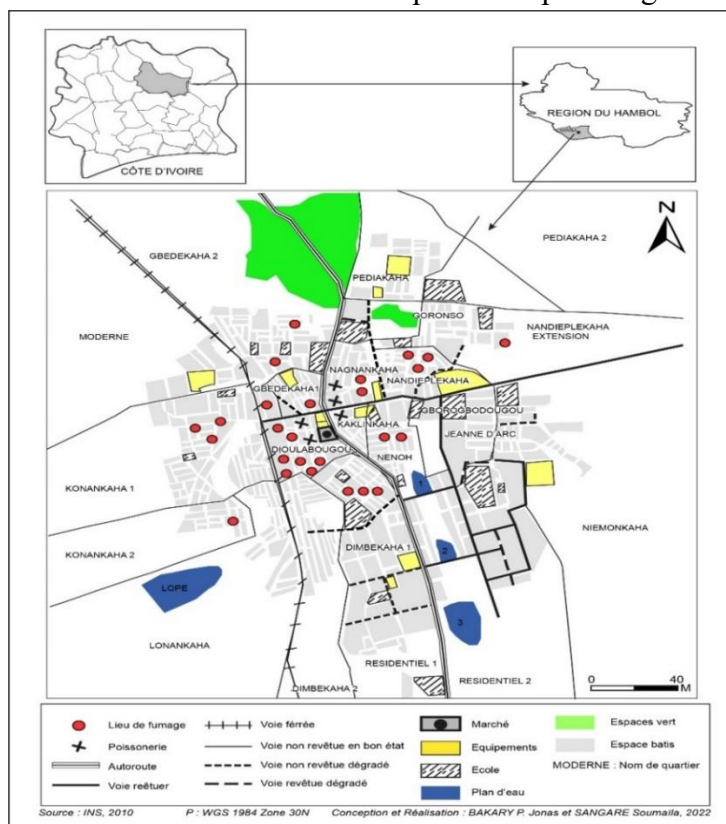 REGION DU HAMBOL
CÔTE D'IVOIRE
N
GBEDEKAHA 2
PEDIAKAHA 2
PEDIAKAHA
GORONSO
MODERNE
NANDIEPLEKAHA
EXTENSION
NAGNANKAHA
NANDIEPLEKAHA
GBEDEKAHA1
KAKLINKAHA
GBOROGBODOUGOU
JEANNE D'ARC
DIOULABOUGOU
NENOH
KONANKAHA 1
1
NIEMONKAHA
KONANKAHA 2
DIMBEKAHA 1
2
LOPE
3
LONANKAHA
RESIDENTIEL 1
RESIDENTIEL 2
DIMBEKAHA 2
0 40
M
Lieu de fumage
Voie férrée
Marché
Espaces vert
Poissonerie
Voie non revêtue en bon état
Equipements
Espace batis
Autoroute
Voie non revêtue dégradé
Ecole
MODERNE : Nom de quartier
Voie reêtuer
Voie revêtue dégradé
Plan d'eau
Source : INS, 2010 P : WGS 1984 Zone 30N Conception et Réalisation : BAKARY P. Jonas et SANGARE Soumaila, 2022